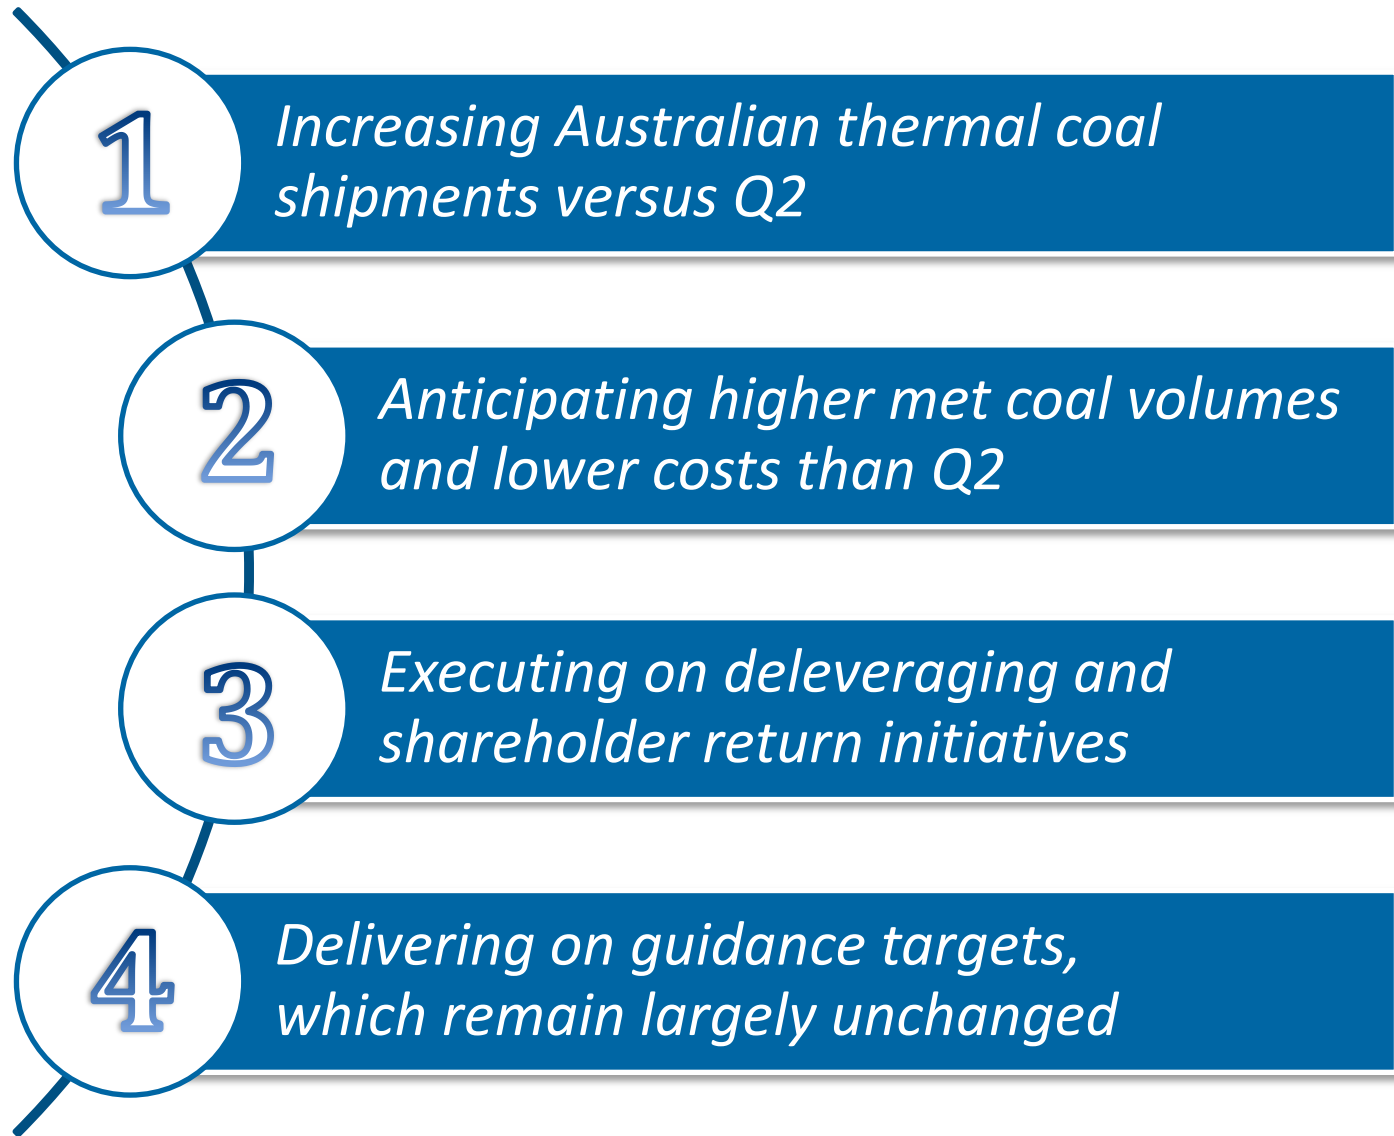 1
Increasing Australian thermal coal
shipments versus Q2
2
Anticipating higher met coal volumes
and lower costs than Q2
3
Executing on deleveraging and
shareholder return initiatives
4
Delivering on guidance targets,
which remain largely unchanged